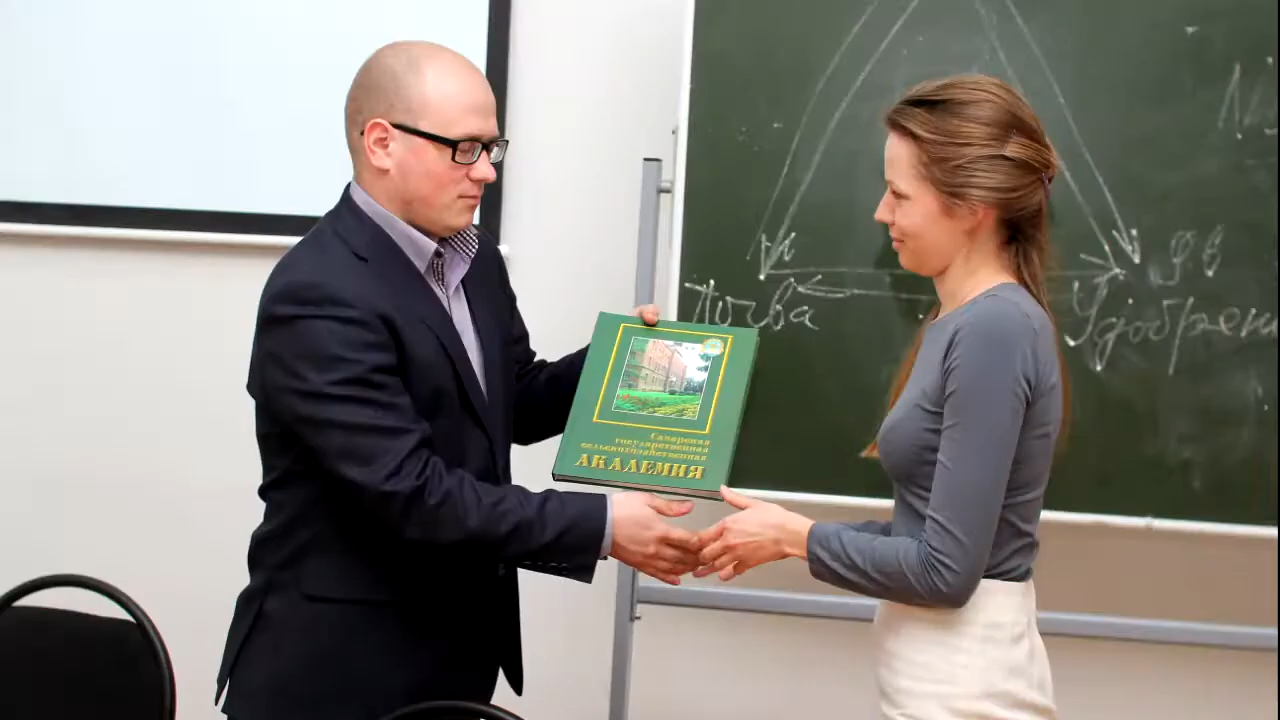 Самарская
государственная
сельскохозяйственная
АКАДЕМИЯ
Почва
Удобрен